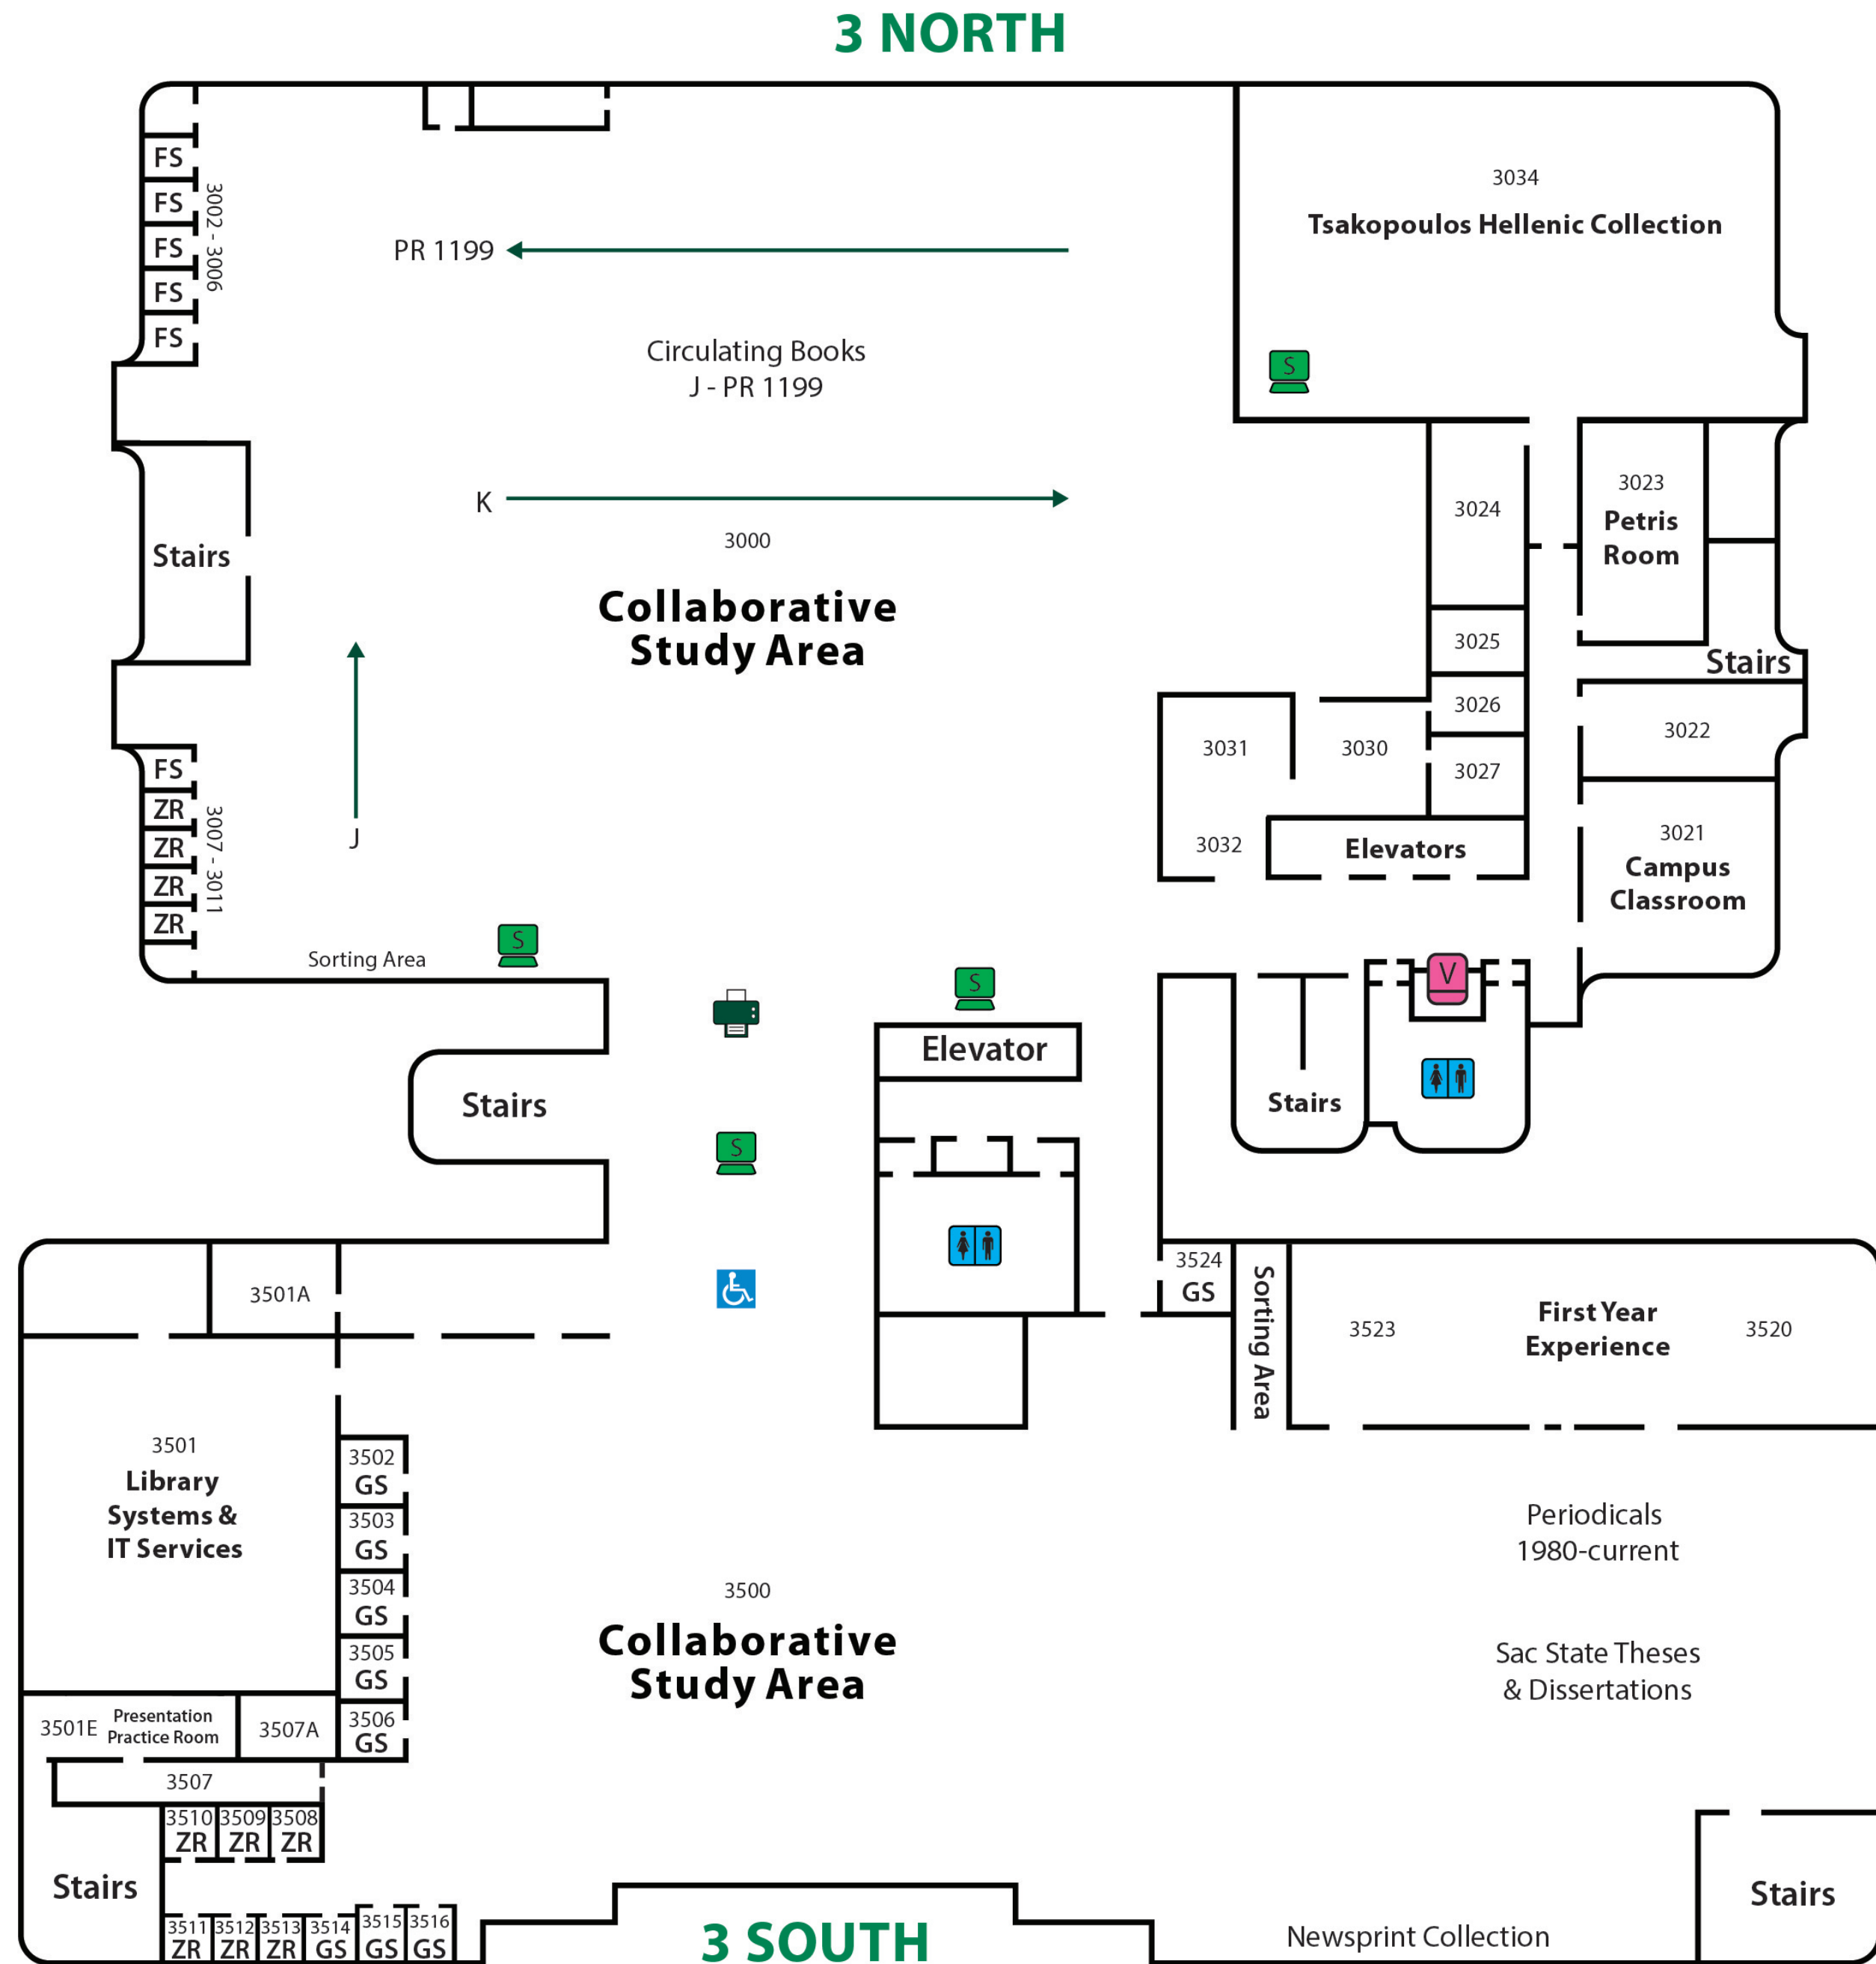 3 NORTH
FS
FS
FS
FS
FS
3002 - 3006
PR 1199
3034
Tsakopoulos Hellenic Collection
S
Circulating Books
J - PR 1199
K
3000
Collaborative
Study Area
Stairs
J
3024
3023
Petris
Room
3025
Stairs
3026
3022
3031
3030
3027
3032
Elevators
3021
Campus
Classroom
FS
ZR
ZR
ZR
ZR
3007 - 3011
Sorting Area
S
S
V
Elevator
Stairs
Stairs
S
3501A
3524
GS
Sorting Area
3523
First Year
Experience
3520
3501
Library
Systems &
IT Services
3502
GS
3503
GS
3504
GS
3505
GS
3506
GS
Periodicals
1980-current
3500
Collaborative
Study Area
Sac State Theses
& Dissertations
3501E
Presentation
Practice Room
3507A
3507
3510
ZR
3509
ZR
3508
ZR
Stairs
3511
ZR
3512
ZR
3513
ZR
3514
GS
3515
GS
3516
GS
3 SOUTH
Newsprint Collection
Stairs